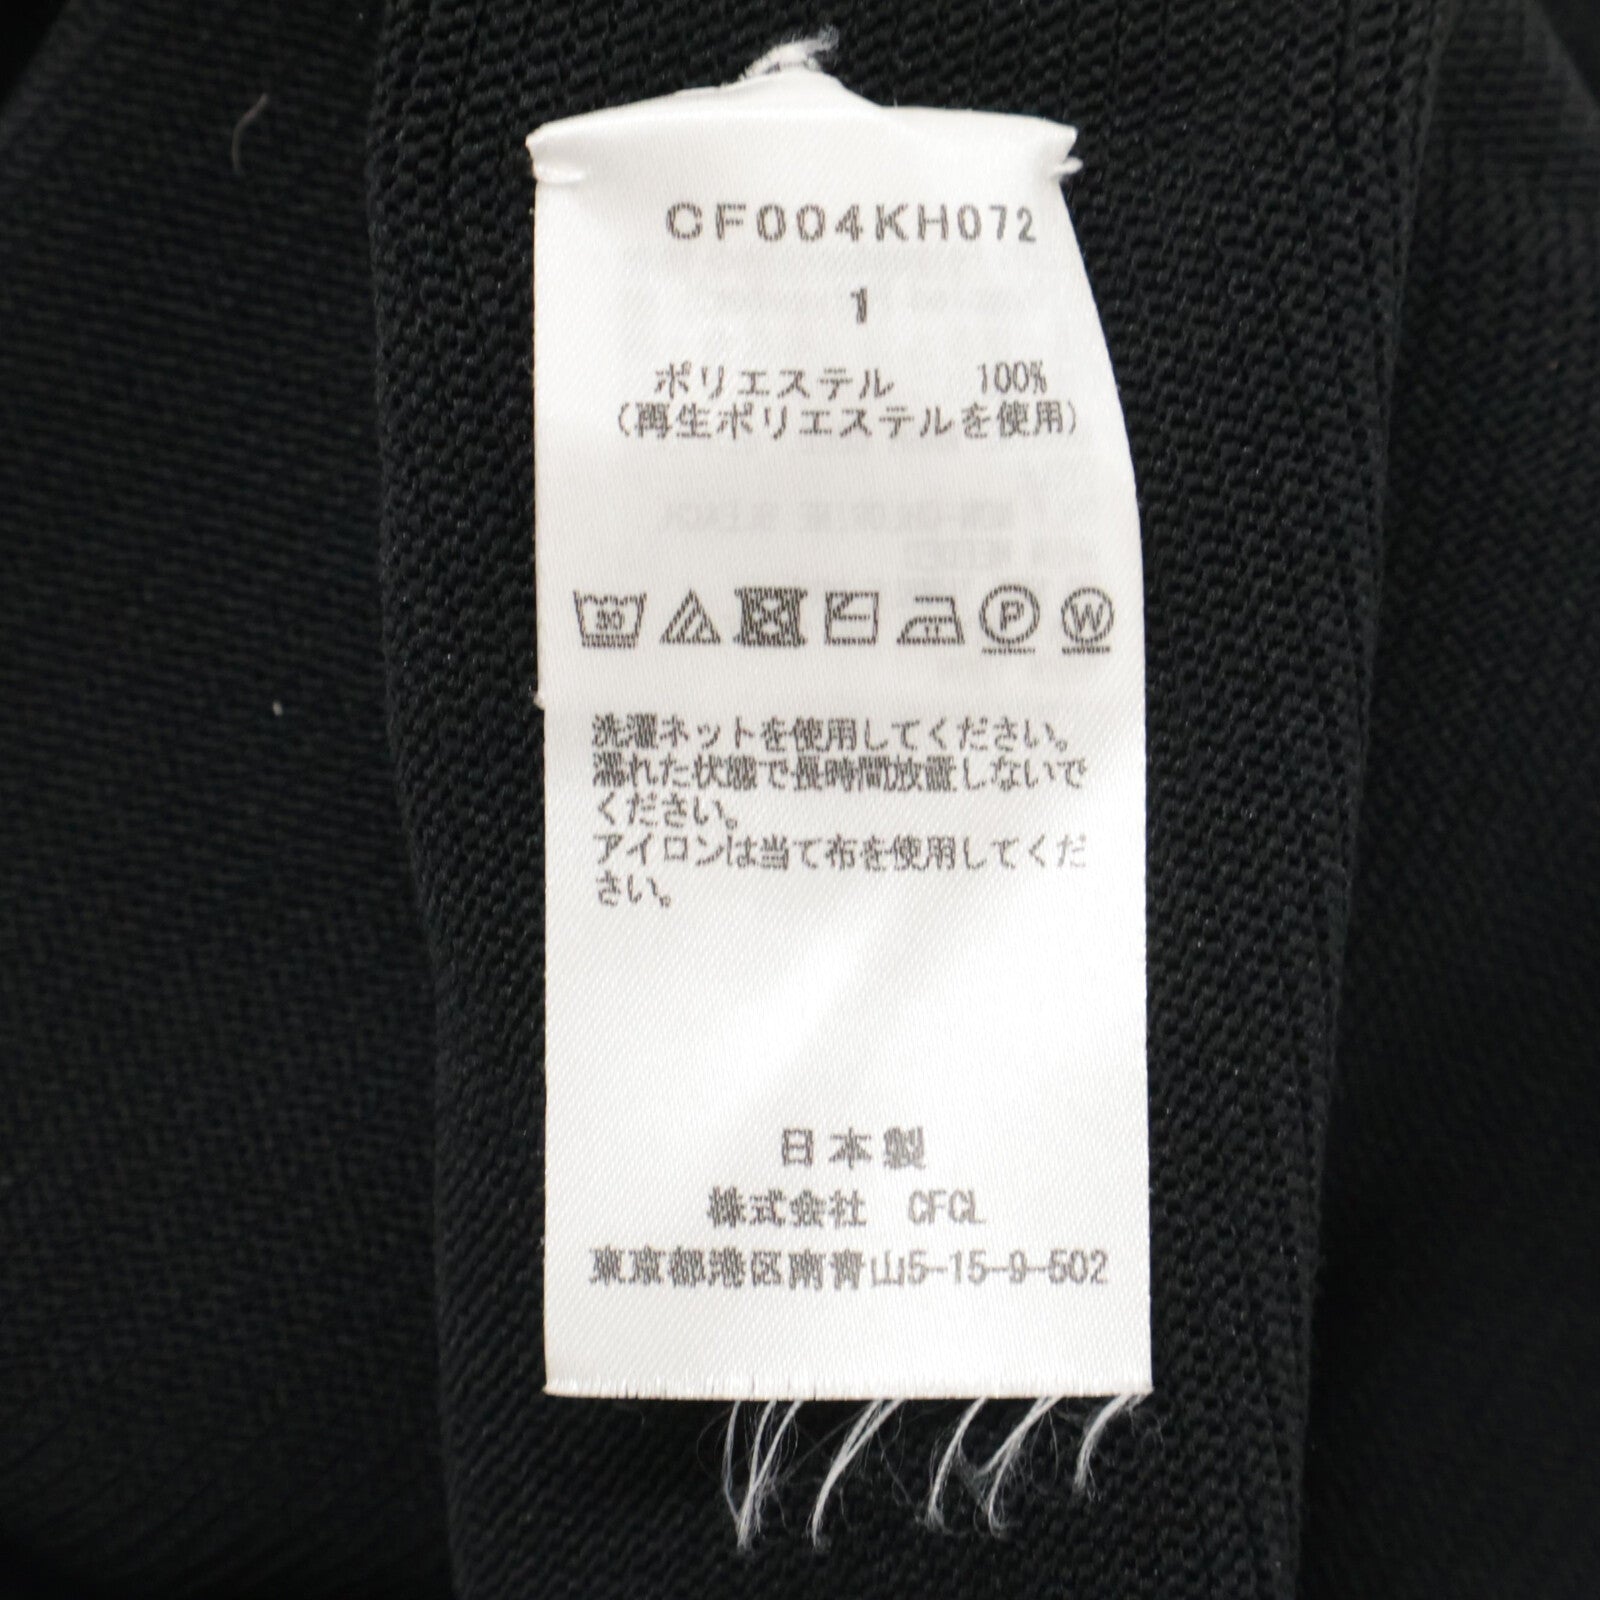 CF004KH072
1
ポリエステル 100%
(再生ポリエステルを使用)
30
P
W
洗濯ネットを使用してください。
濡れた状態で長時間放置しないで
ください。
アイロンは当て布を使用してくだ
さい。
日本製
株式会社 CFCL
東京都港区南青山5-15-9-502